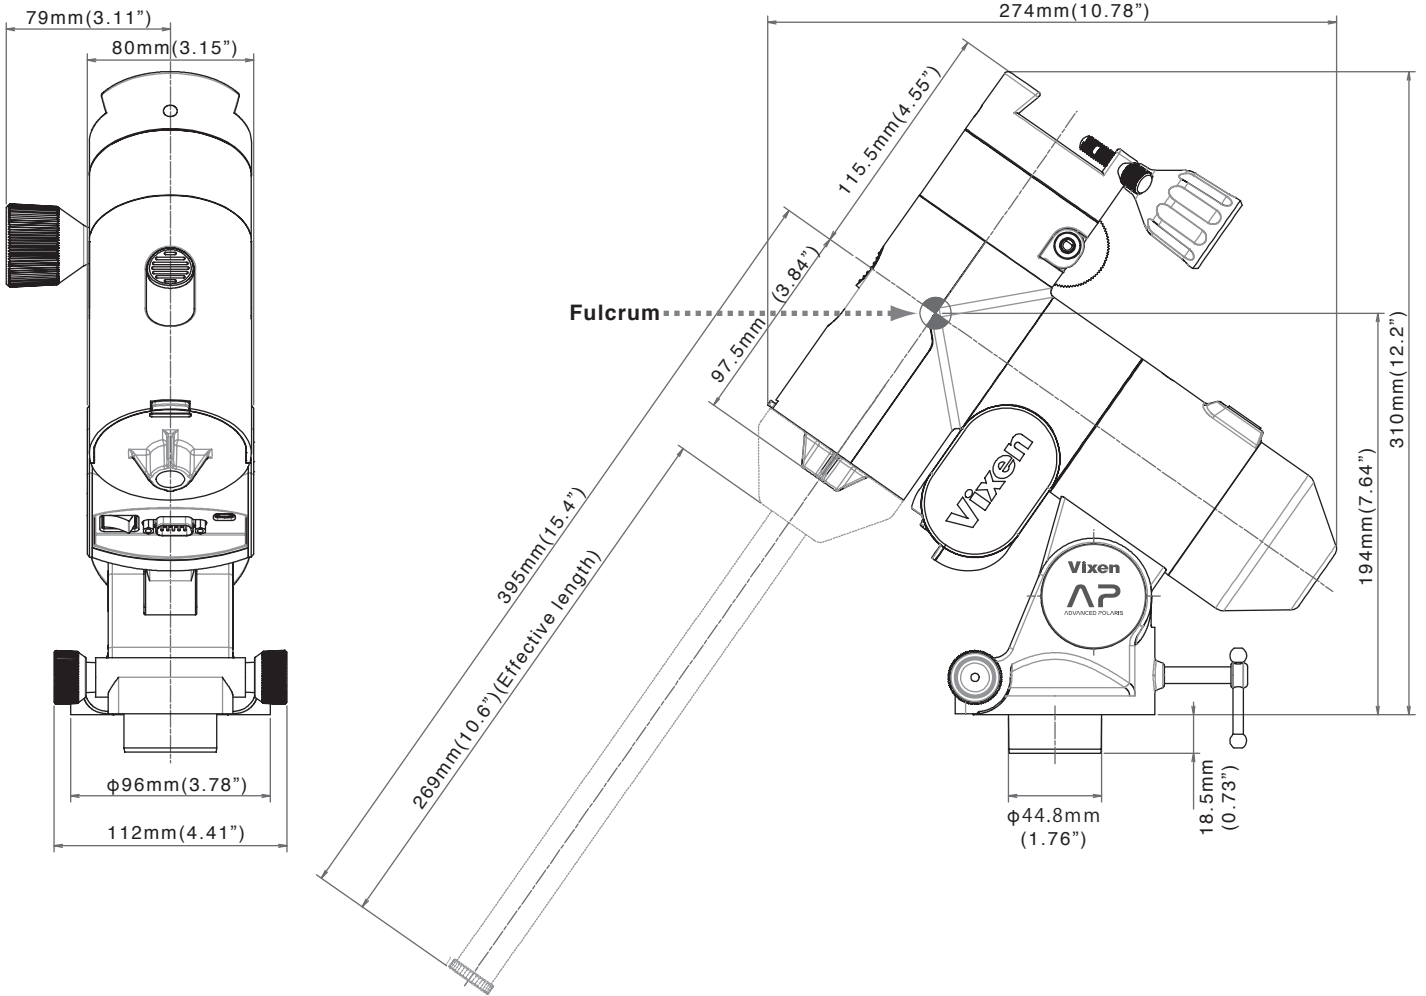 79mm(3.11”)
80mm(3.15”)
274mm(10.78”)
115.5mm(4.55”)
97.5mm (3.84”)
Fulcrum
310mm(12.2”)
194mm(7.64”)
395mm(15.4”)
269mm(10.6”)(Effective length)
Vixen
Vixen
AP
ADVANCED POLARIS
φ96mm(3.78”)
112mm(4.41”)
φ44.8mm
(1.76”)
18.5mm
(0.73”)